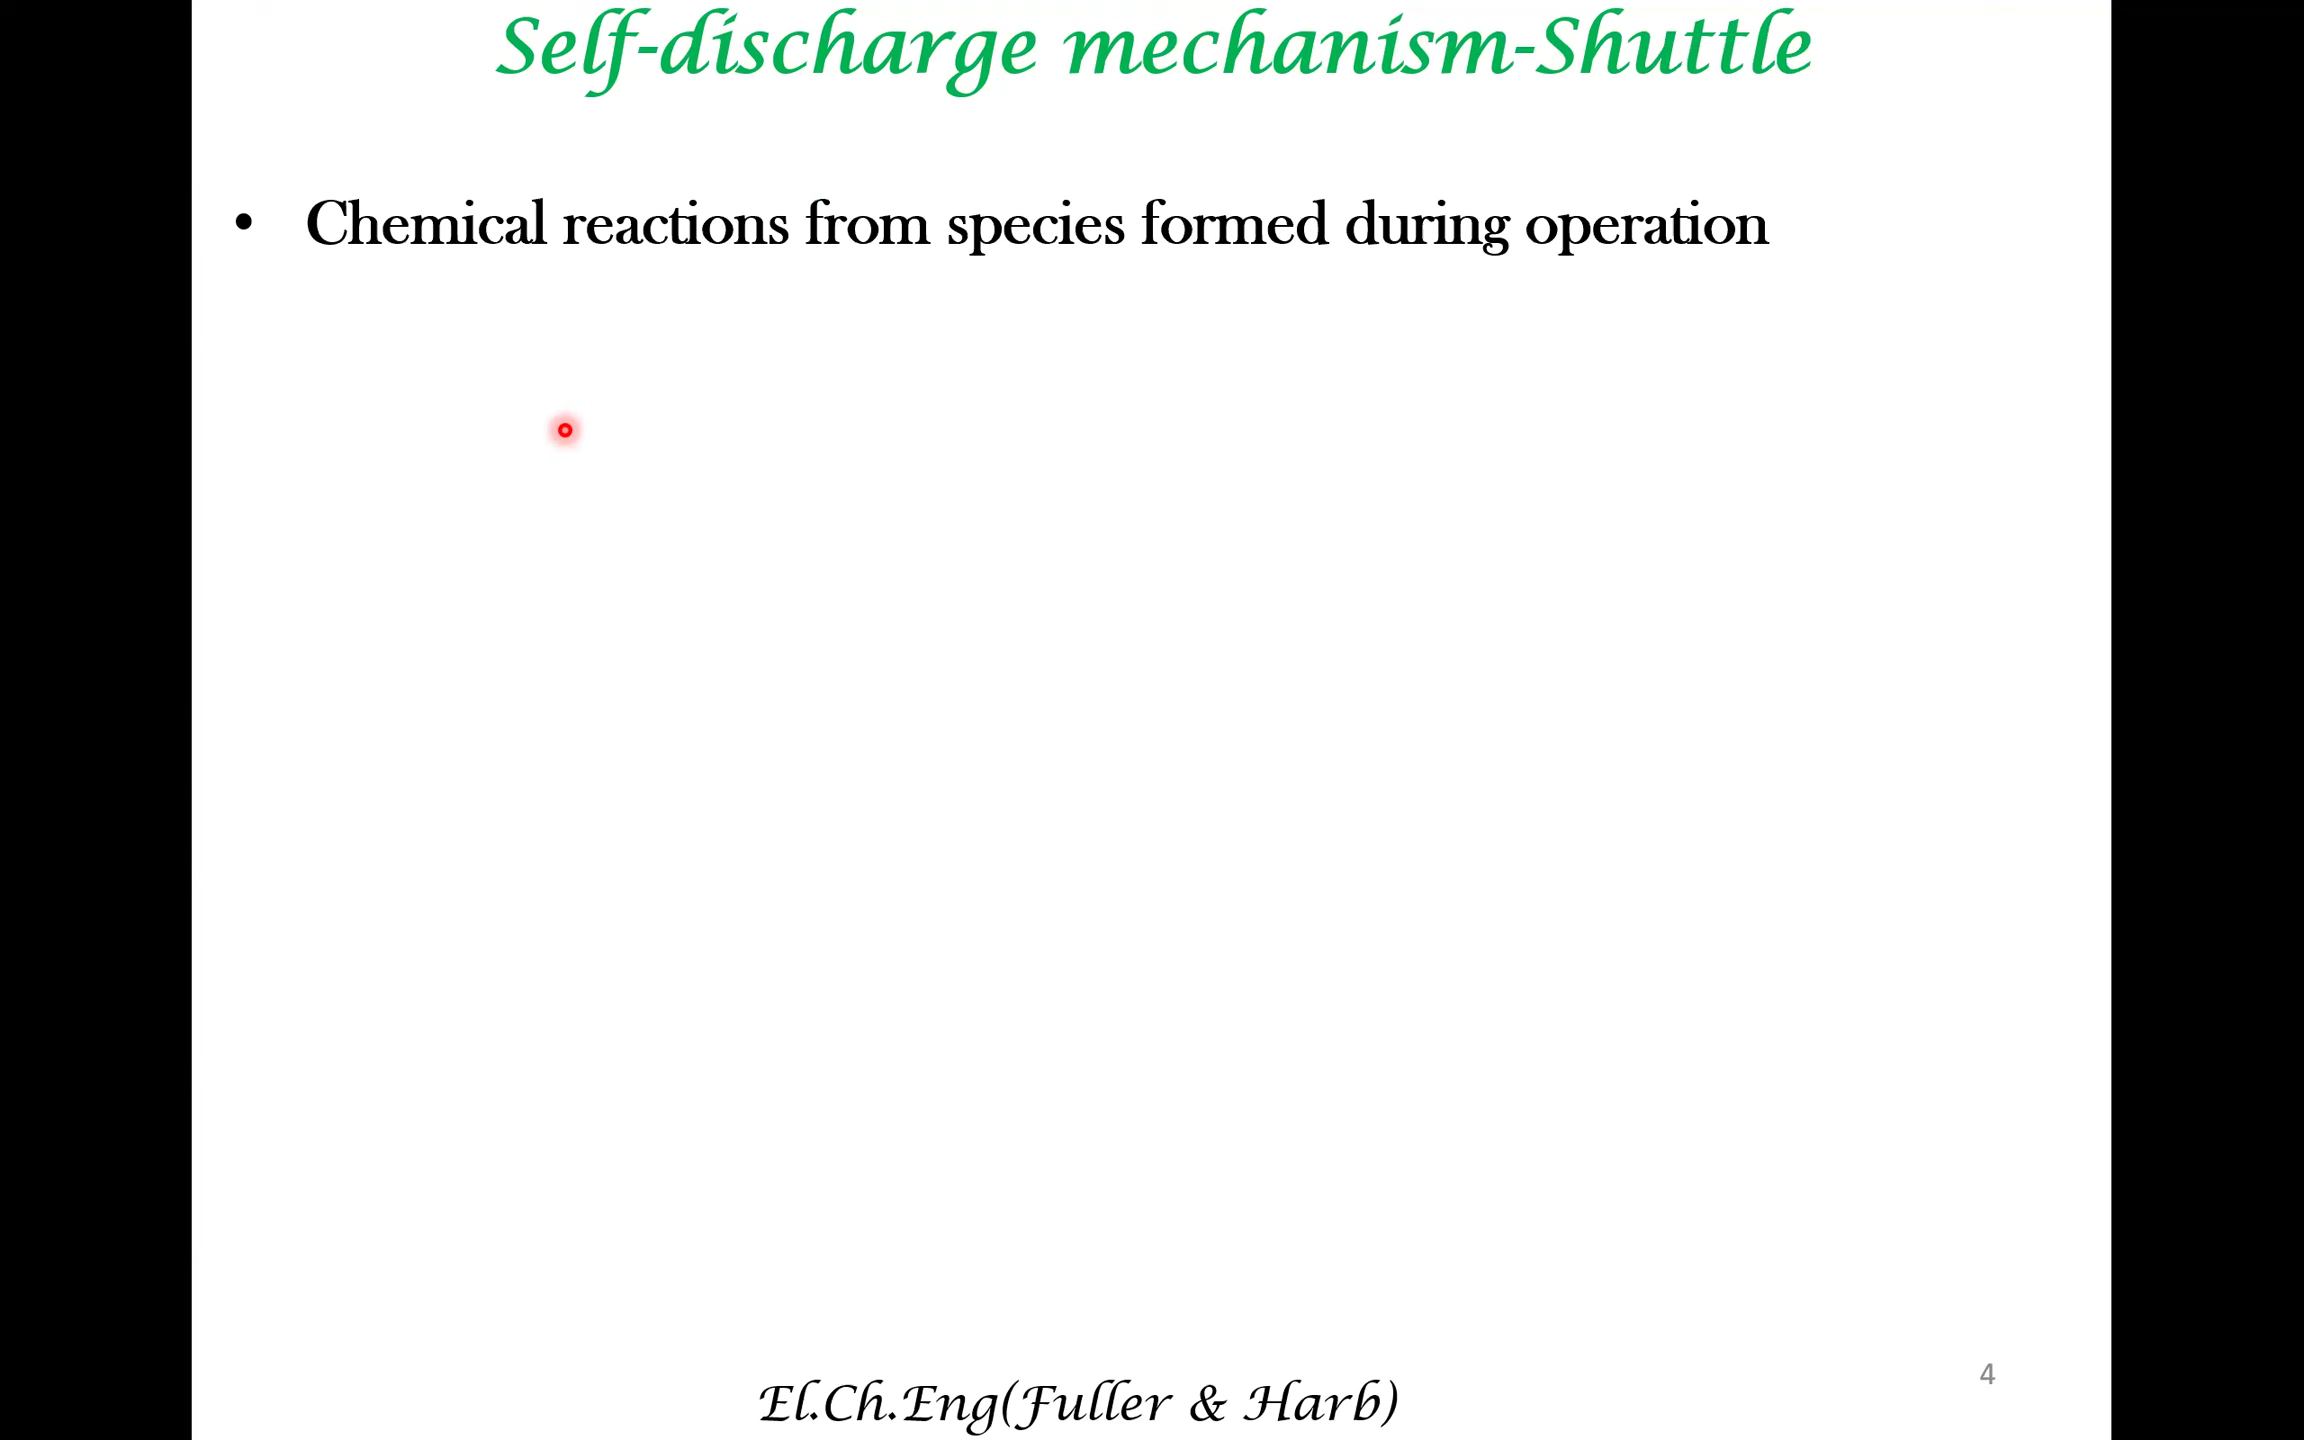 Self-discharge mechanism-Shuttle
• Chemical reactions from species formed during operation
4
El.Ch.Eng(Fuller & Harb)